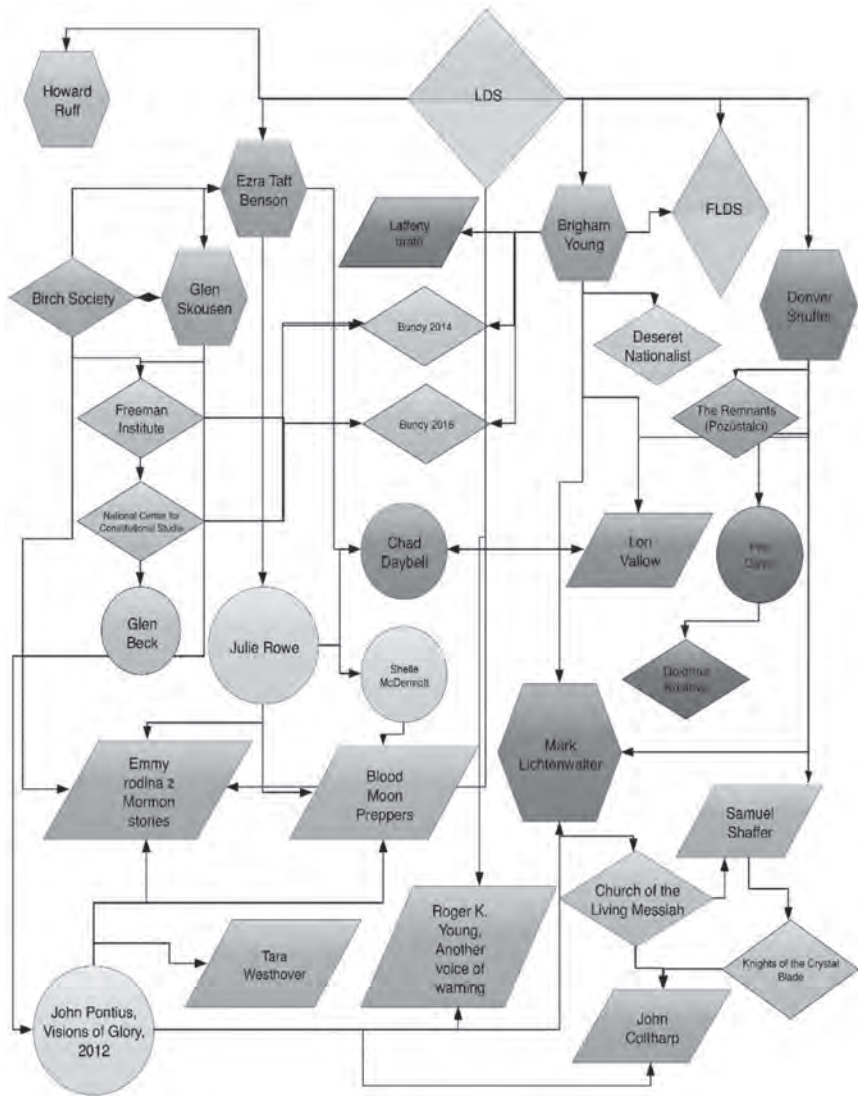 LDS
Howard
Ruff
Ezra Taft
Benson
Lafferty
Brigham
Young
FLDS
Birch Society
Glen
Skousen
Denver
Snuffer
Bundy 2014
Deseret
Nationalist
Freeman
Institute
Bundy 2016
The Remnants
(Pozůstalci)
National Center for
Constitutional Studie
Chad
Daybell
Lori
Vallow
Glen
Beck
Julie Rowe
Shelle
McDermott
Mark
Lichtenwalter
Emmy
rodina z
Mormon
stories
Blood
Moon
Preppers
Samuel
Shaffer
Church of the
Living Messiah
Roger K.
Young,
Another
voice of
warning
Tara
Westhover
Knights of the Crystal
Blade
John Pontius,
Visions of Glory,
2012
John
Coltharp